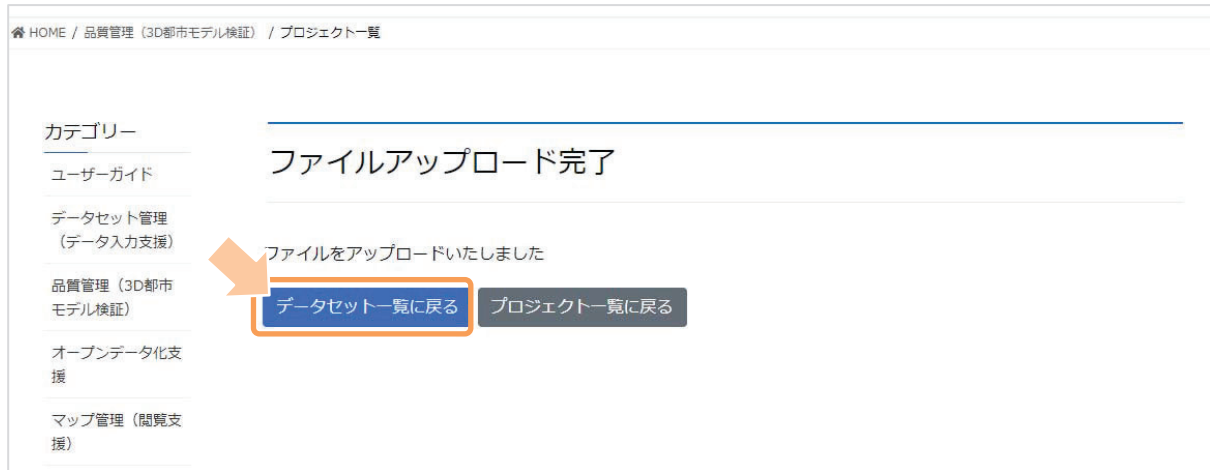 HOME / 品質管理（3D都市モデル検証） / プロジェクト一覧
カテゴリー
ユーザーガイド
データセット管理
（データ入力支援）
品質管理（3D都市
モデル検証）
オープンデータ化支
援
マップ管理（閲覧支
援）
ファイルアップロード完了
ファイルをアップロードいたしました
データセット一覧に戻る
プロジェクト一覧に戻る